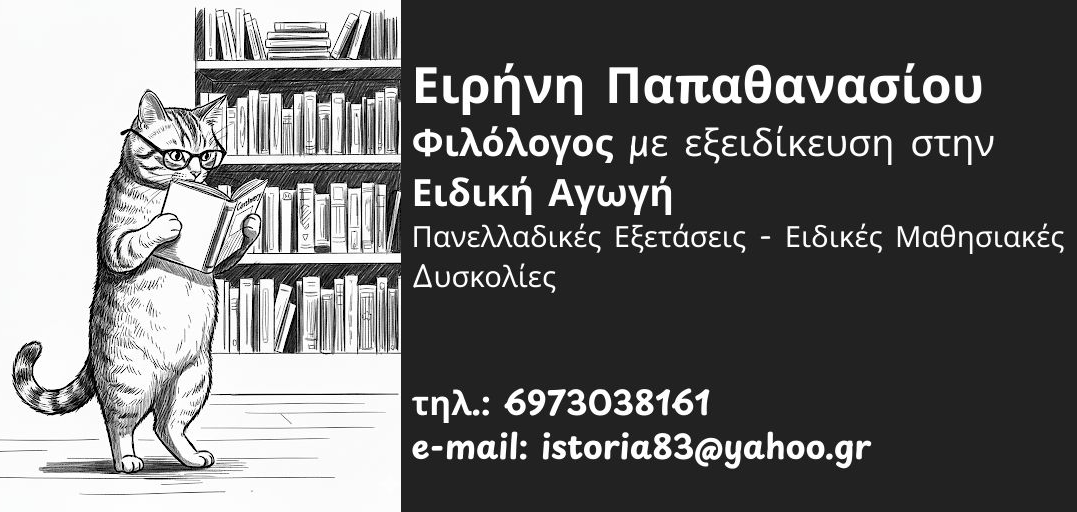 Ειρήνη Παπαθανασίου
Φιλόλογος με εξειδίκευση στην
Ειδική Αγωγή
Πανελλαδικές Εξετάσεις - Ειδικές Μαθησιακές
Δυσκολίες
τηλ.: 6973038161
e-mail: istoria83@yahoo.gr